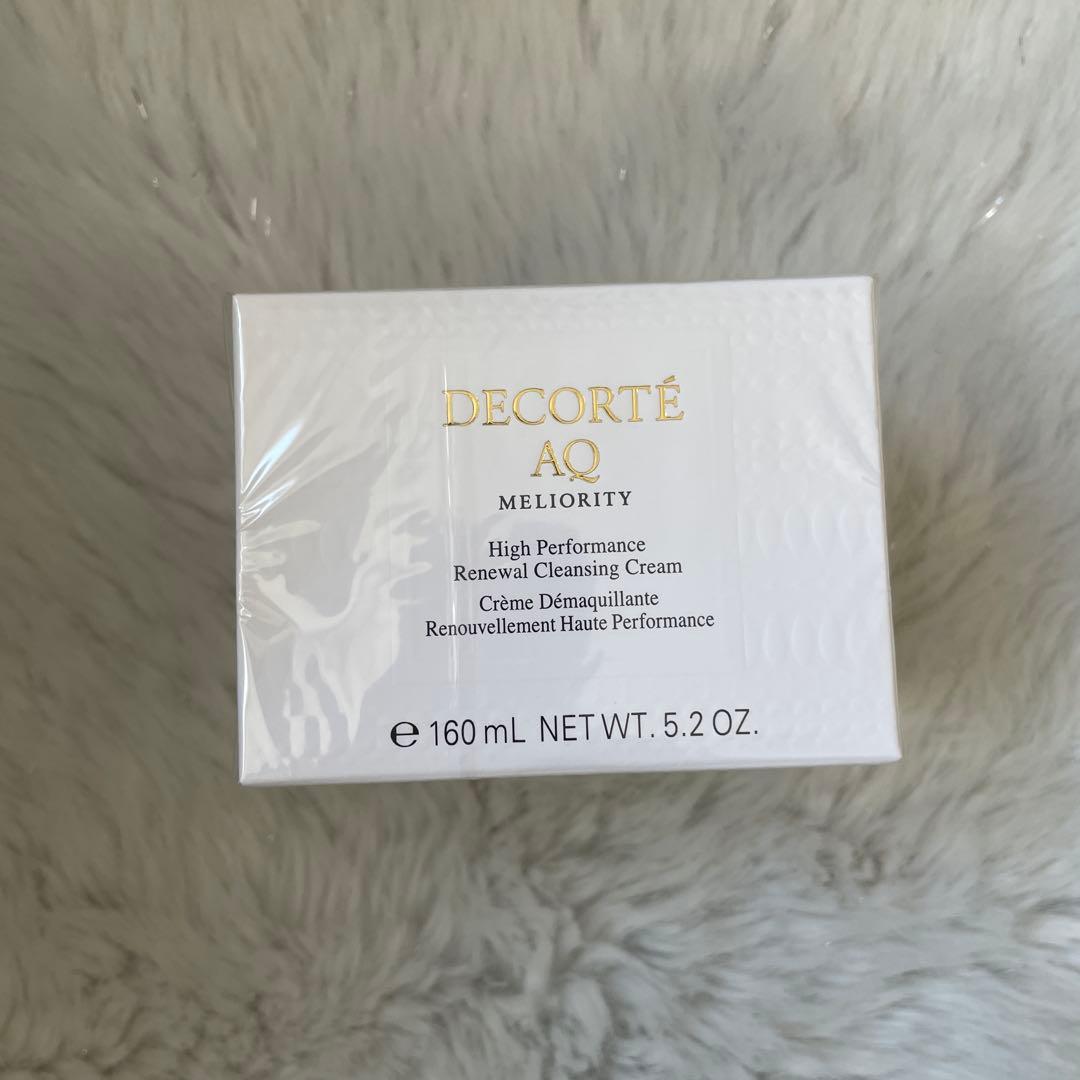 DECORTÉ
AQ
MELIORITY
High Performance
Renewal Cleansing Cream
Crème Démaquillante
Renouvellement Haute Performance
℮ 160 mL NET WT. 5.2 OZ.